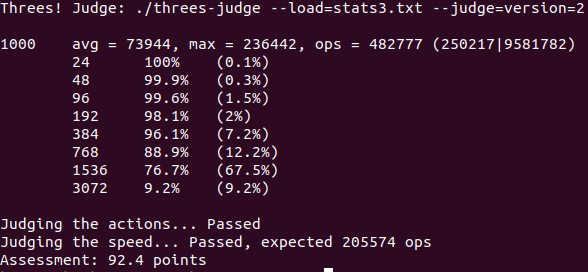 Threes! Judge: ./threes-judge --load=stats3.txt --judge=version=2
1000 avg = 73944, max = 236442, ops = 482777 (250217|9581782)
24 100% (0.1%)
48 99.9% (0.3%)
96 99.6% (1.5%)
192 98.1% (2%)
384 96.1% (7.2%)
768 88.9% (12.2%)
1536 76.7% (67.5%)
3072 9.2% (9.2%)
Judging the actions... Passed
Judging the speed... Passed, expected 205574 ops
Assessment: 92.4 points